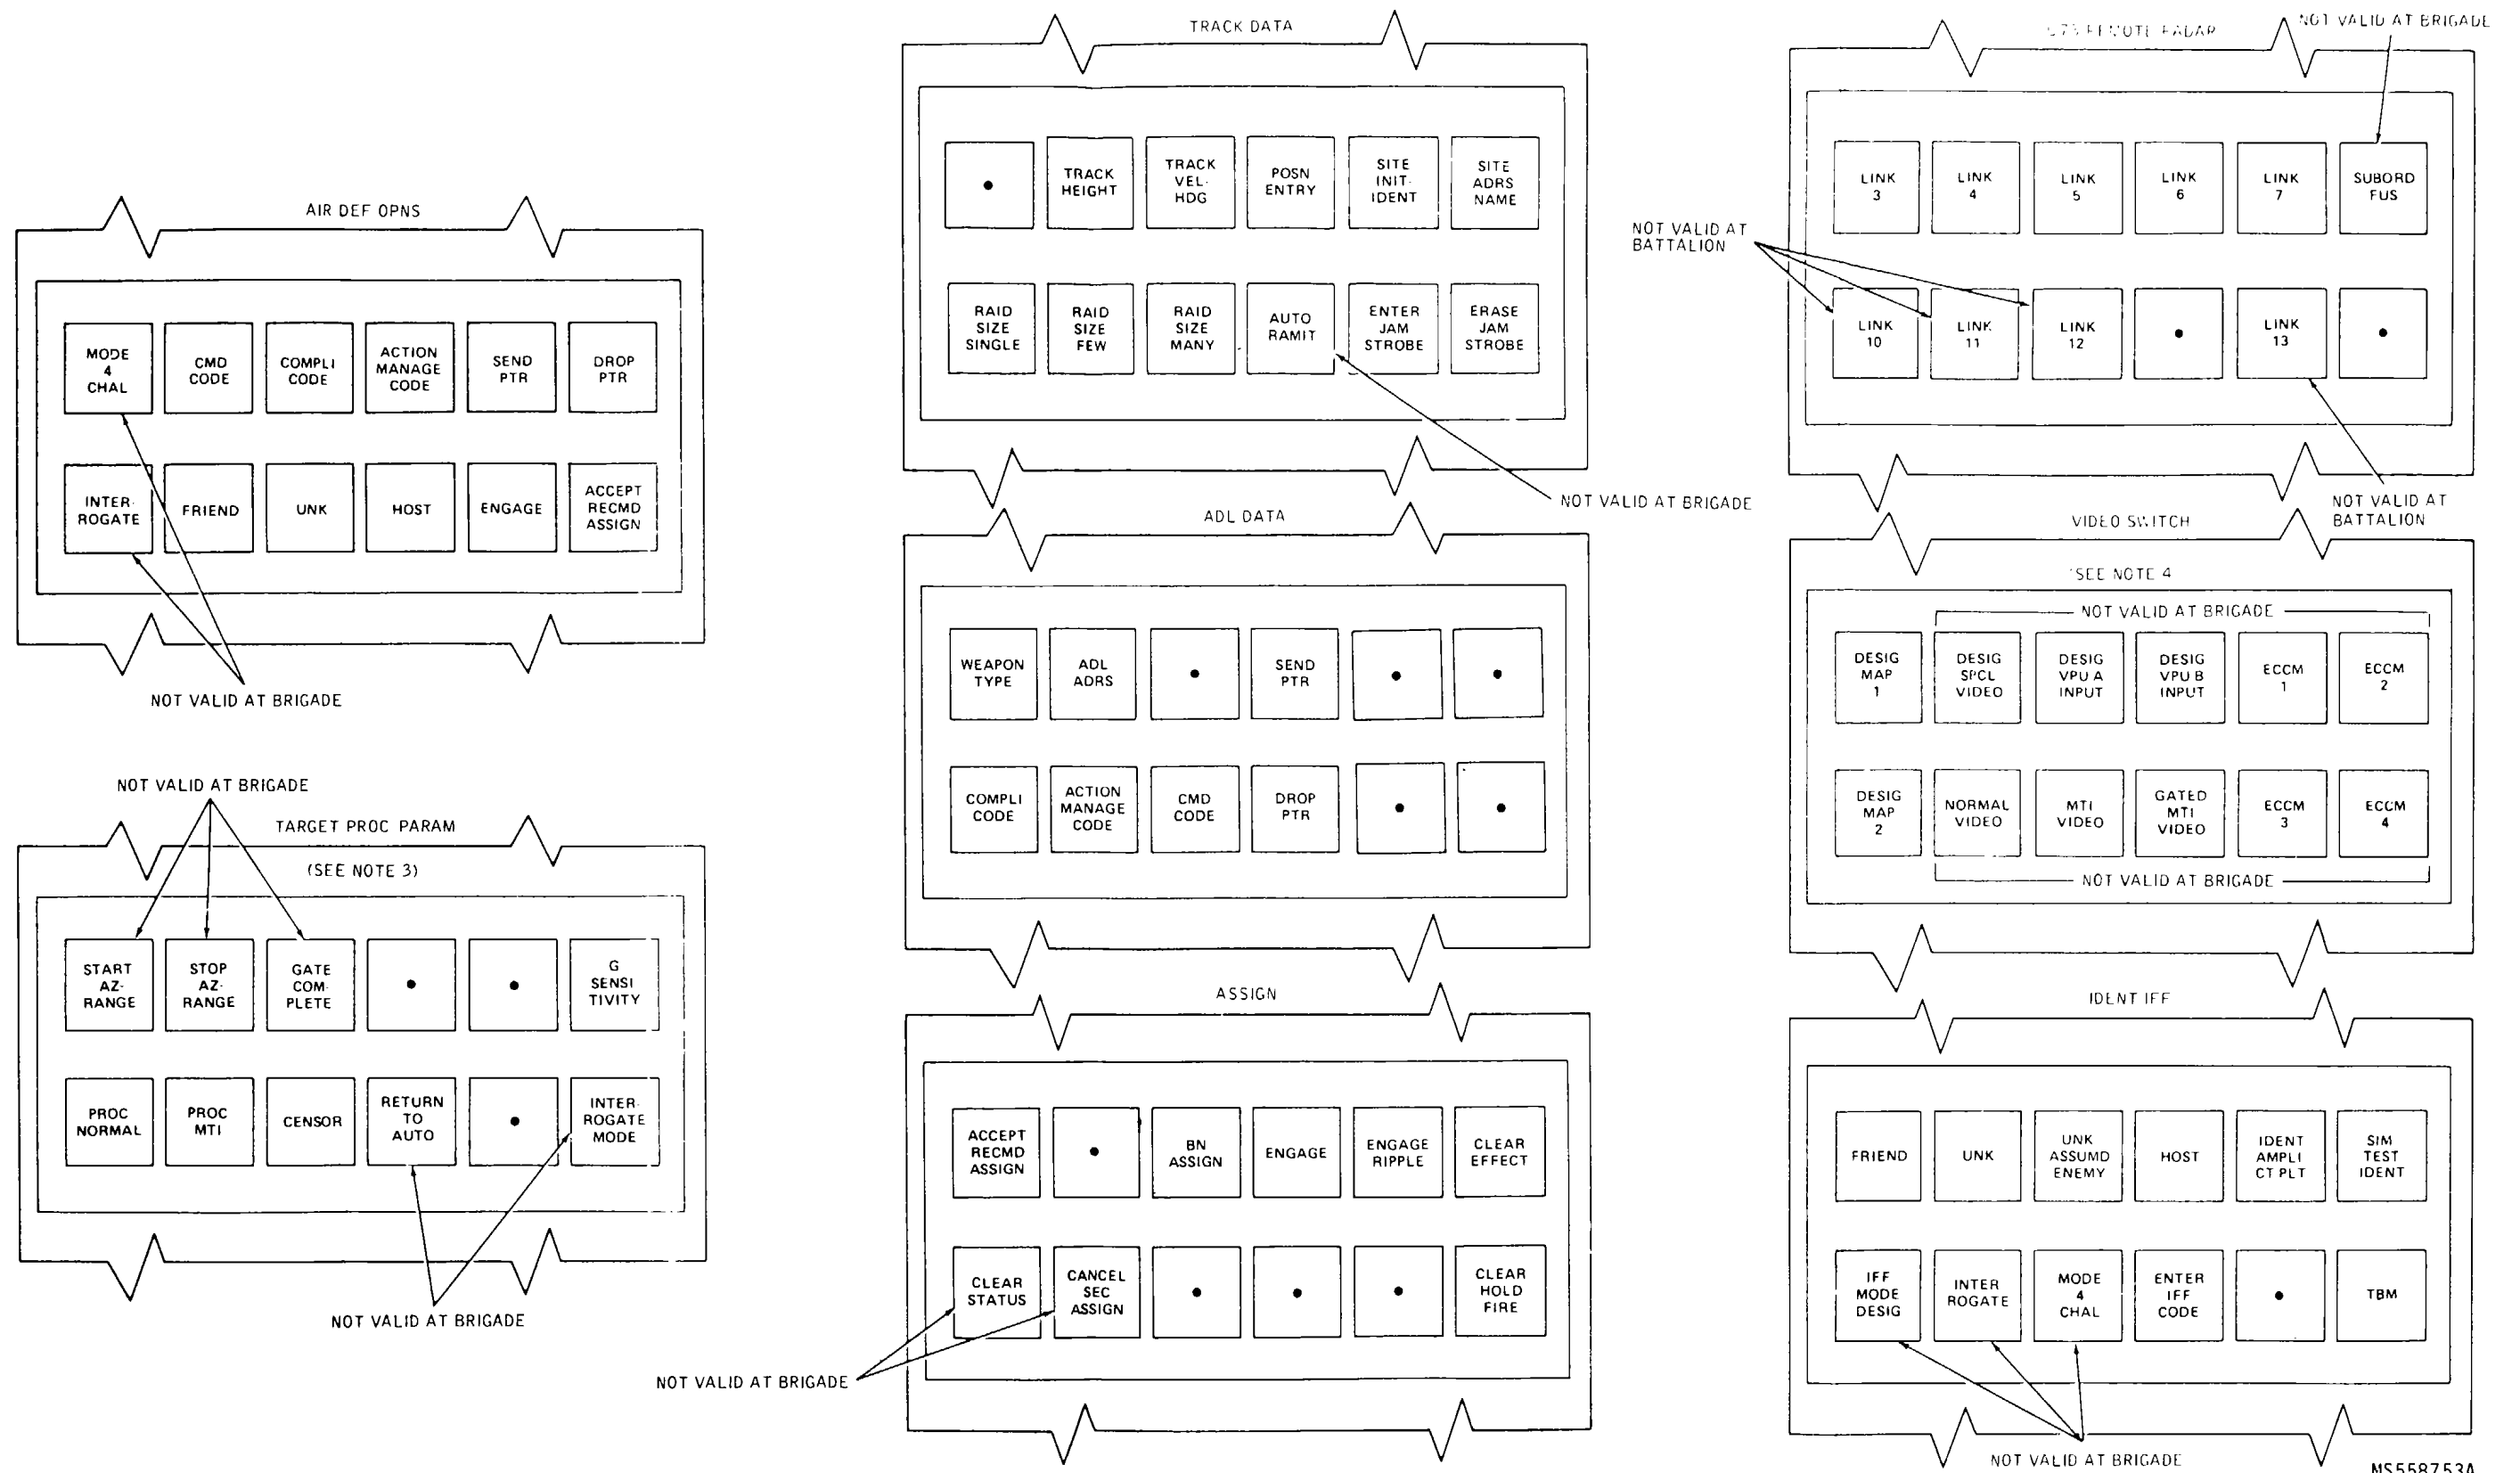 AIR DEF OPNS
MODE
4
CHAL
CMD
CODE
COMPLI
CODE
ACTION
MANAGE
CODE
SEND
PTR
DROP
PTR
INTER-
ROGATE
FRIEND
UNK
HOST
ENGAGE
ACCEPT
RECMD
ASSIGN
NOT VALID AT BRIGADE
NOT VALID AT BRIGADE
TARGET PROC PARAM
(SEE NOTE 3)
START
AZ-
RANGE
STOP
AZ-
RANGE
GATE
COM-
PLETE
•
•
G
SENSI
TIVITY
PROC
NORMAL
PROC
MTI
CENSOR
RETURN
TO
AUTO
•
INTER-
ROGATE
MODE
NOT VALID AT BRIGADE
TRACK DATA
•
TRACK
HEIGHT
TRACK
VEL-
HDG
POSN
ENTRY
SITE
INIT-
IDENT
SITE
ADRS
NAME
RAID
SIZE
SINGLE
RAID
SIZE
FEW
RAID
SIZE
MANY
AUTO
RAMIT
ENTER
JAM
STROBE
ERASE
JAM
STROBE
NOT VALID AT BRIGADE
ADL DATA
WEAPON
TYPE
ADL
ADRS
•
SEND
PTR
•
•
COMPLI
CODE
ACTION
MANAGE
CODE
CMD
CODE
DROP
PTR
•
•
ASSIGN
ACCEPT
RECMD
ASSIGN
•
BN
ASSIGN
ENGAGE
ENGAGE
RIPPLE
CLEAR
EFFECT
CLEAR
STATUS
CANCEL
SEC
ASSIGN
•
•
•
CLEAR
HOLD
FIRE
NOT VALID AT BRIGADE
NOT VALID AT BRIGADE
REMOTE RADAR
LINK
3
LINK
4
LINK
5
LINK
6
LINK
7
SUBORD
FUS
NOT VALID AT
BATTALION
LINK
10
LINK
11
LINK
12
•
LINK
13
•
NOT VALID AT
BATTALION
VIDEO SWITCH
SEE NOTE 4
NOT VALID AT BRIGADE
DESIG
MAP
1
DESIG
SPCL
VIDEO
DESIG
VPU A
INPUT
DESIG
VPU B
INPUT
ECCM
1
ECCM
2
DESIG
MAP
2
NORMAL
VIDEO
MTI
VIDEO
GATED
MTI
VIDEO
ECCM
3
ECCM
4
NOT VALID AT BRIGADE
IDENT IFF
FRIEND
UNK
UNK
ASSUMD
ENEMY
HOST
IDENT
AMPLI
CT PLT
SIM
TEST
IDENT
IFF
MODE
DESIG
INTER
ROGATE
MODE
4
CHAL
ENTER
IFF
CODE
•
TBM
NOT VALID AT BRIGADE
MS558753A